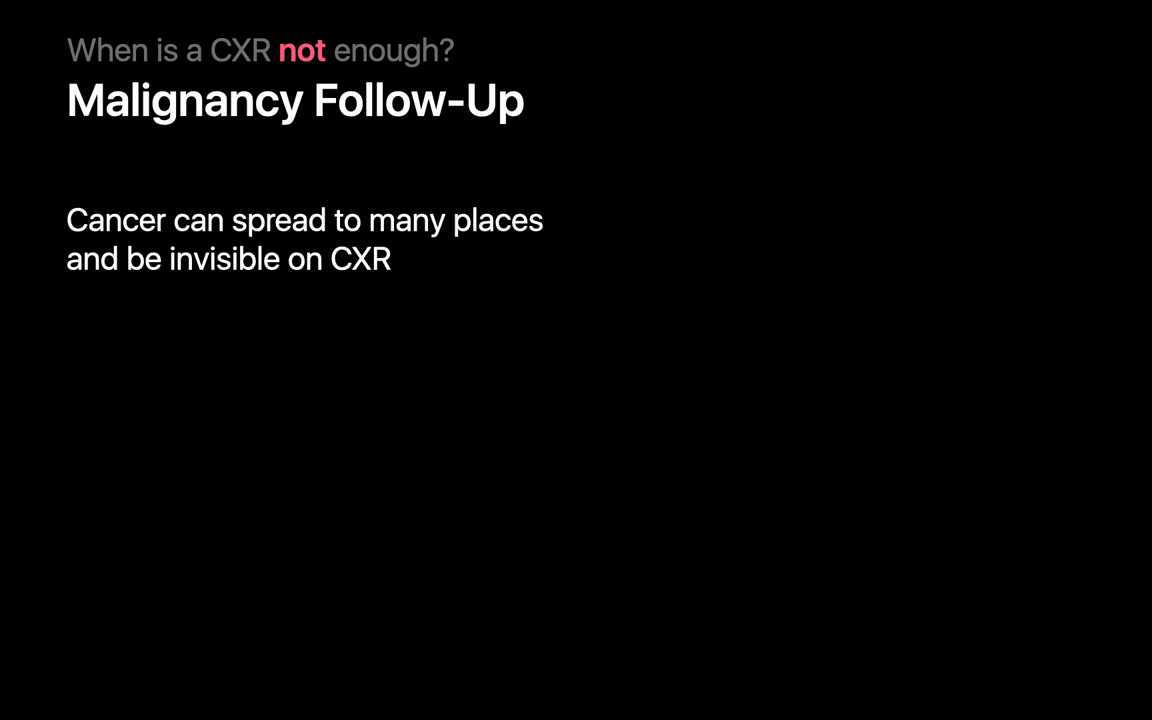 When is a CXR not enough?
Malignancy Follow-Up
Cancer can spread to many places
and be invisible on CXR